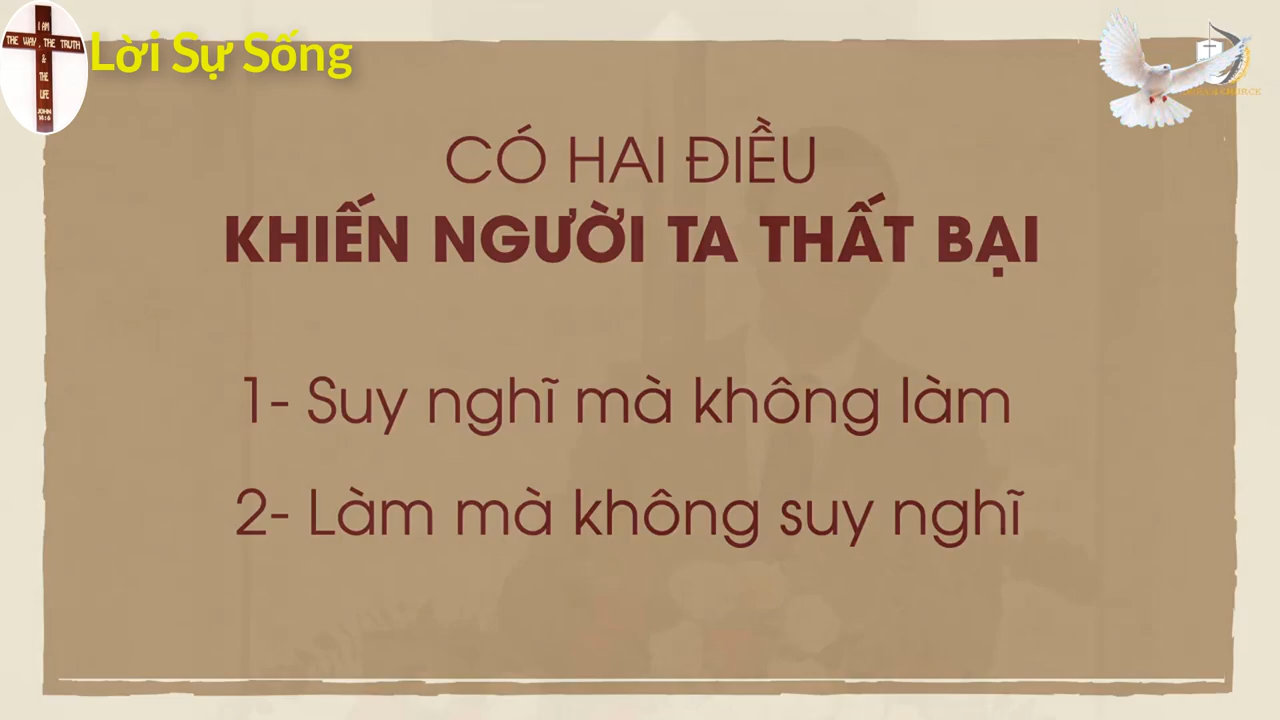 I AM
THE WAY, THE TRUTH
&
THE
LIFE
JOHN
14:6
Lời Sự Sống
CÓ HAI ĐIỀU
KHIẾN NGƯỜI TA THẤT BẠI
1- Suy nghĩ mà không làm
2- Làm mà không suy nghĩ
CHURCH